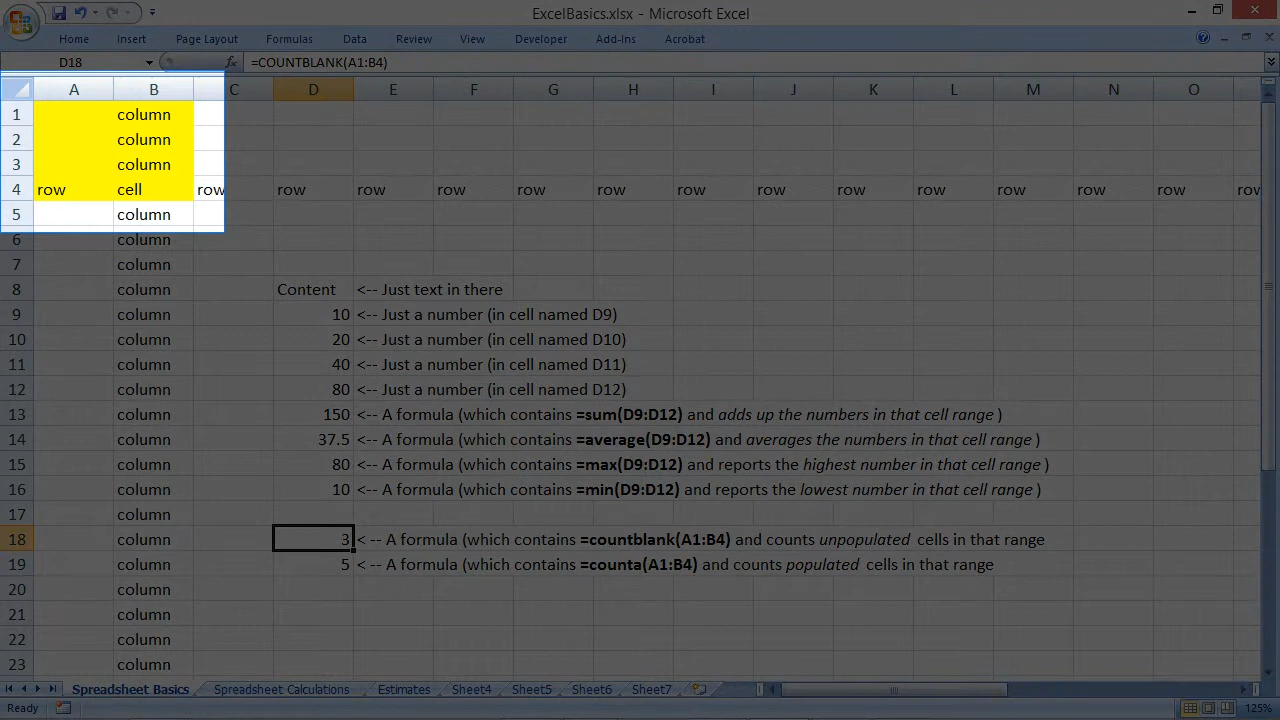 ExcelBasics.xlsx - Microsoft Excel
Home Insert Page Layout Formulas Data Review View Developer Add-Ins Acrobat
D18 fx =COUNTBLANK(A1:B4)
A B C D E F G H I J K L M N O
1 column
2 column
3 column
4 row cell row row row row row row row row row row row row row row
5 column
6 column
7 column
8 column Content <-- Just text in there
9 column 10 <-- Just a number (in cell named D9)
10 column 20 <-- Just a number (in cell named D10)
11 column 40 <-- Just a number (in cell named D11)
12 column 80 <-- Just a number (in cell named D12)
13 column 150 <-- A formula (which contains =sum(D9:D12) and adds up the numbers in that cell range )
14 column 37.5 <-- A formula (which contains =average(D9:D12) and averages the numbers in that cell range )
15 column 80 <-- A formula (which contains =max(D9:D12) and reports the highest number in that cell range )
16 column 10 <-- A formula (which contains =min(D9:D12) and reports the lowest number in that cell range )
17 column
18 column 3 < -- A formula (which contains =countblank(A1:B4) and counts unpopulated cells in that range
19 column 5 < -- A formula (which contains =counta(A1:B4) and counts populated cells in that range
20 column
21 column
22 column
23 column
Spreadsheet Basics Spreadsheet Calculations Estimates Sheet4 Sheet5 Sheet6 Sheet7
Ready 125%